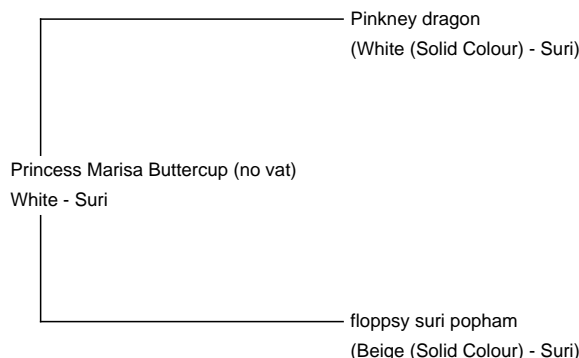 Pinkney dragon
(White (Solid Colour) - Suri)
Princess Marisa Buttercup (no vat)
White - Suri
floppsy suri popham
(Beige (Solid Colour) - Suri)